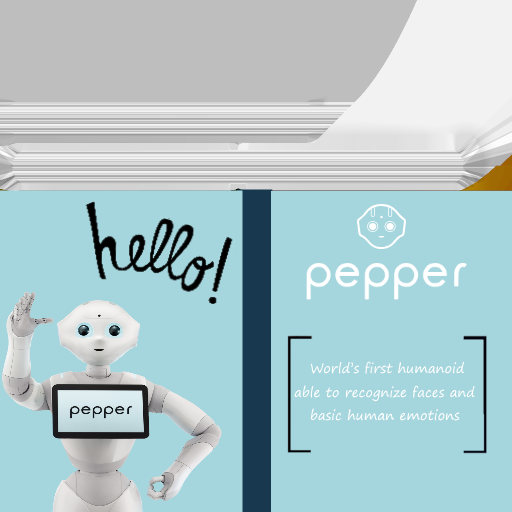 hello!
pepper
pepper
World's first humanoid
able to recognize faces and
basic human emotions